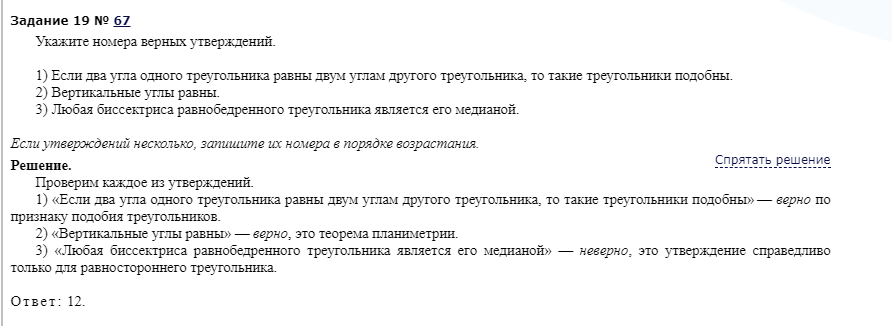 Задание 19 № 67
Укажите номера верных утверждений.
1) Если два угла одного треугольника равны двум углам другого треугольника, то такие треугольники подобны.
2) Вертикальные углы равны.
3) Любая биссектриса равнобедренного треугольника является его медианой.
Если утверждений несколько, запишите их номера в порядке возрастания.
Спрятать решение
Решение.
Проверим каждое из утверждений.
1) «Если два угла одного треугольника равны двум углам другого треугольника, то такие треугольники подобны» — верно по
признаку подобия треугольников.
2) «Вертикальные углы равны» — верно, это теорема планиметрии.
3) «Любая биссектриса равнобедренного треугольника является его медианой» — неверно, это утверждение справедливо
только для равностороннего треугольника.
Ответ: 12.